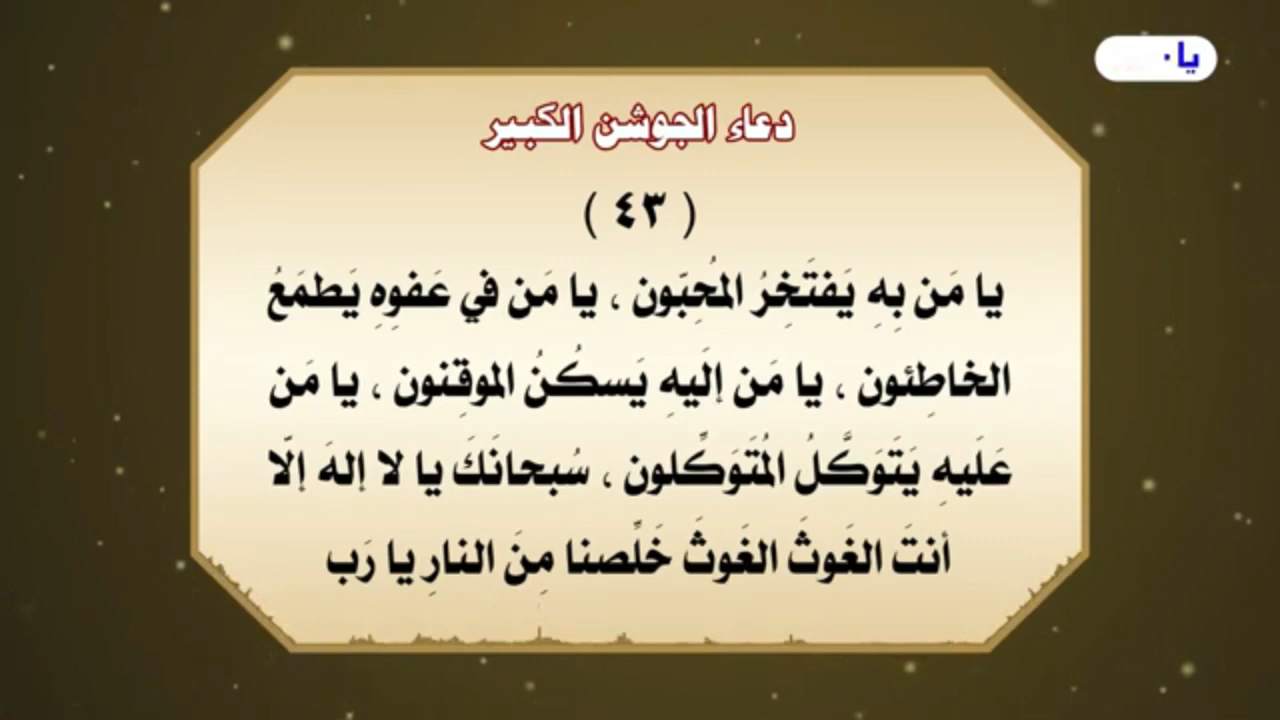 يا
دعاء الجوشن الكبير
( ٤٣ )
يا مَن بِهِ يَفتَخِرُ المُحِبّون ، يا مَن في عَفوِهِ يَطمَعُ
الخاطِئون ، يا مَن إلَيهِ يَسكُنُ الموقِنون ، يا مَن
عَلَيهِ يَتَوَكَّلُ المُتَوَكِّلون ، سُبحانَكَ يا لا إلهَ إلّا
أنتَ الغَوثَ الغَوثَ خَلِّصنا مِنَ النارِ يا رَب